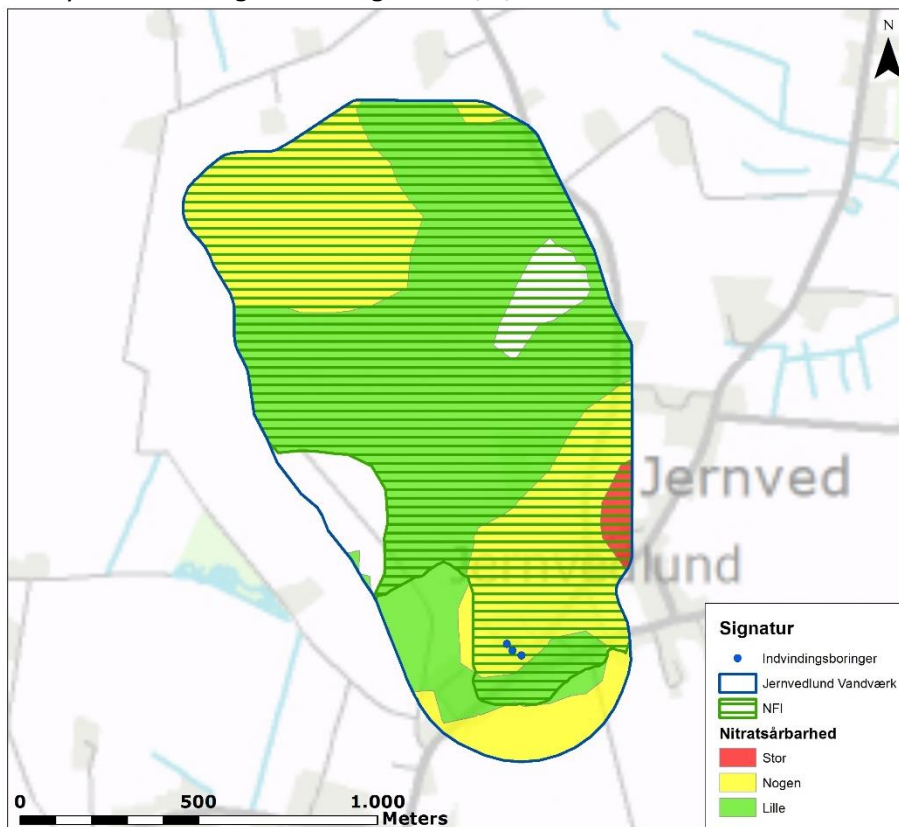 N
Jernved
Jernvedlund
Signatur
Indvindingsboringer
Jernvedlund Vandværk
NFI
Nitratsårbarhed
Stor
Nogen
Lille
0 500 1.000
Meters